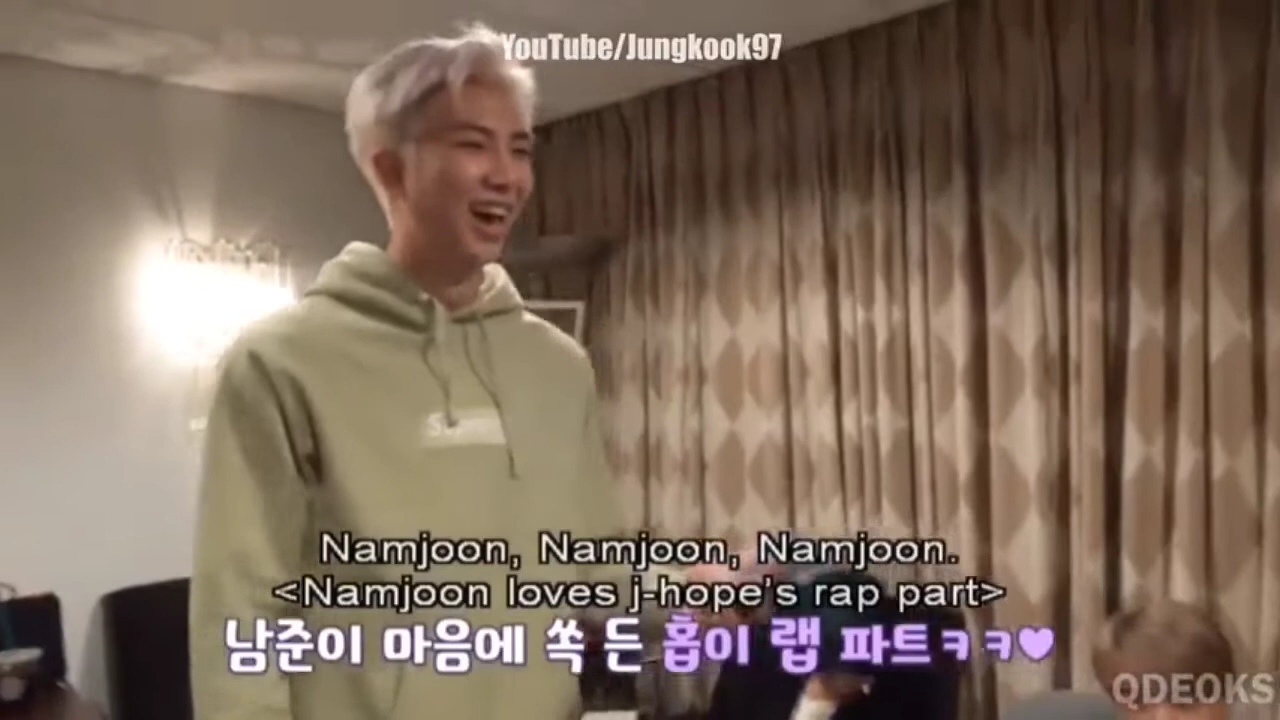 YouTube/Jungkook97
Namjoon, Namjoon, Namjoon.
<Namjoon loves j-hope's rap part>
남준이 마음에 쏙 든 홉이 랩 파트ㅋㅋ♥
QDEOKS